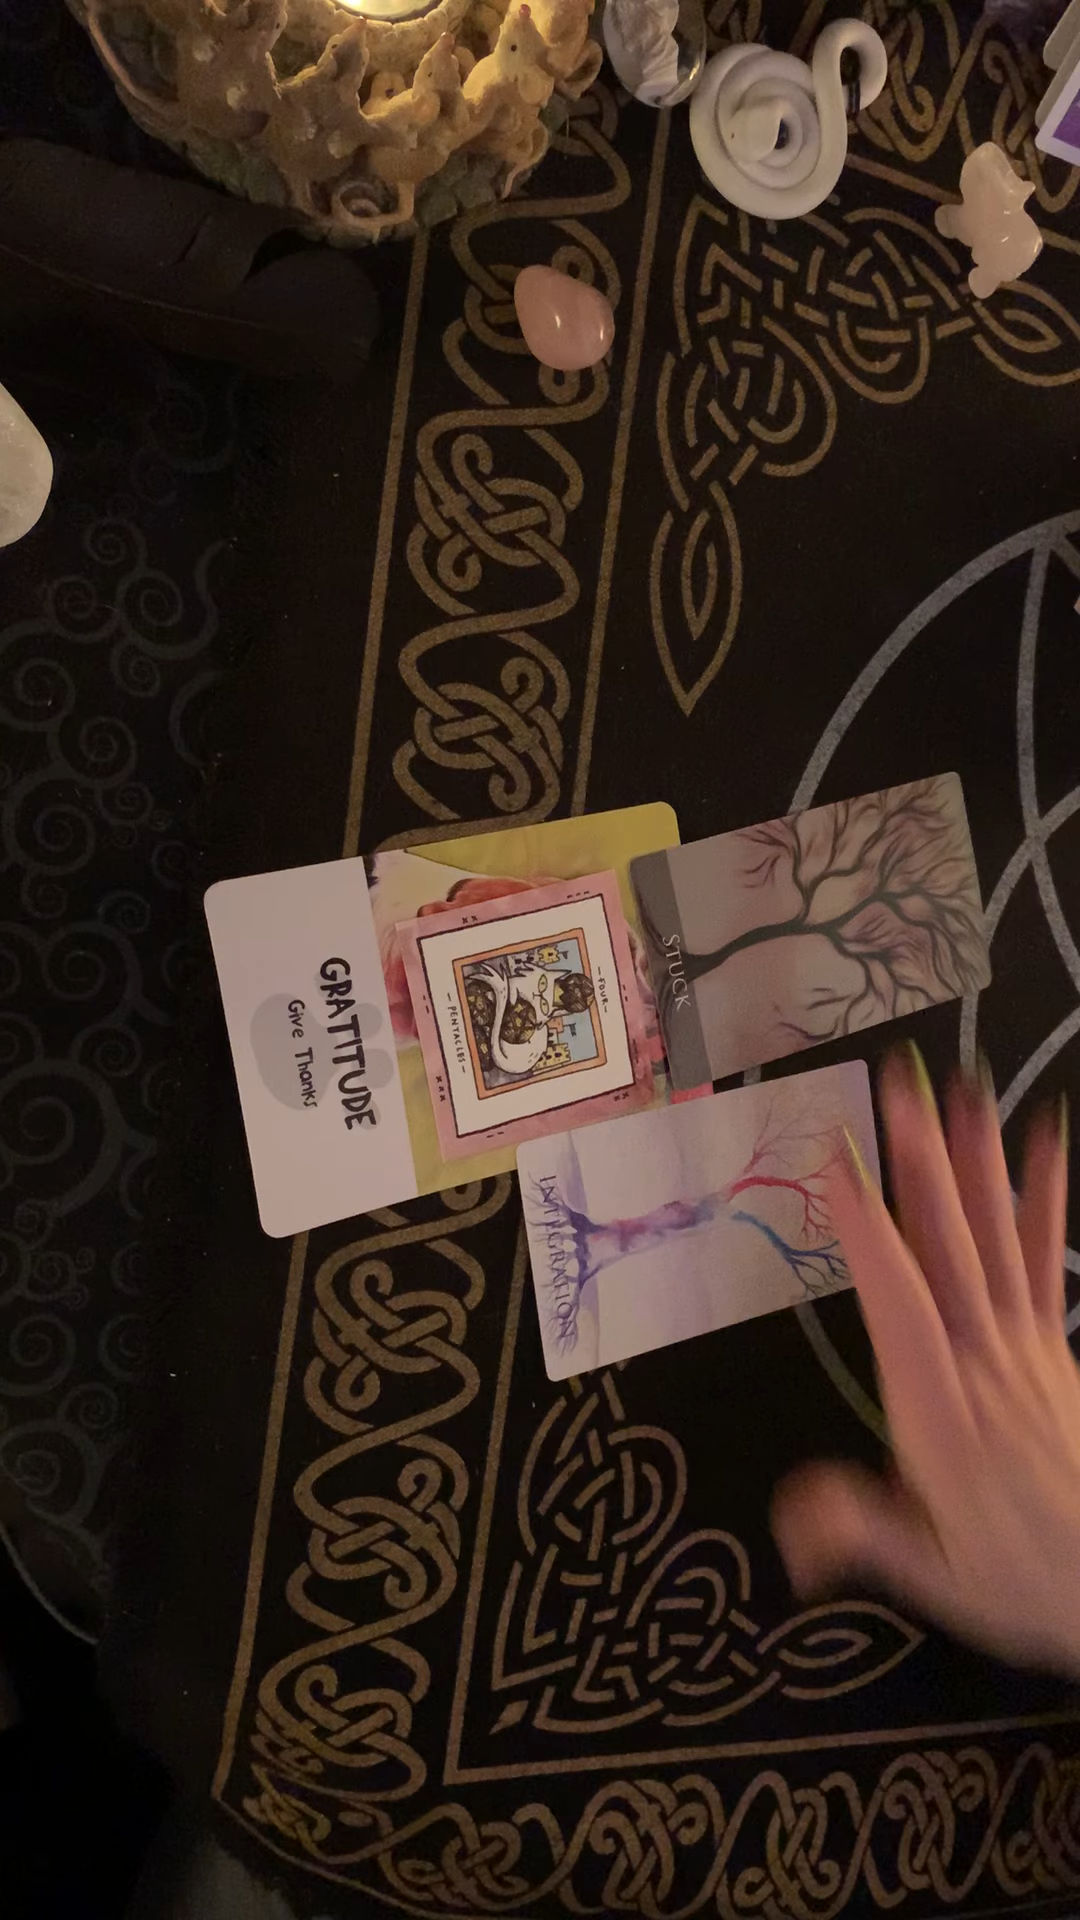 GRATITUDE
Give Thanks
—FOUR—
—PENTACLES—
STUCK
INTEGRATION